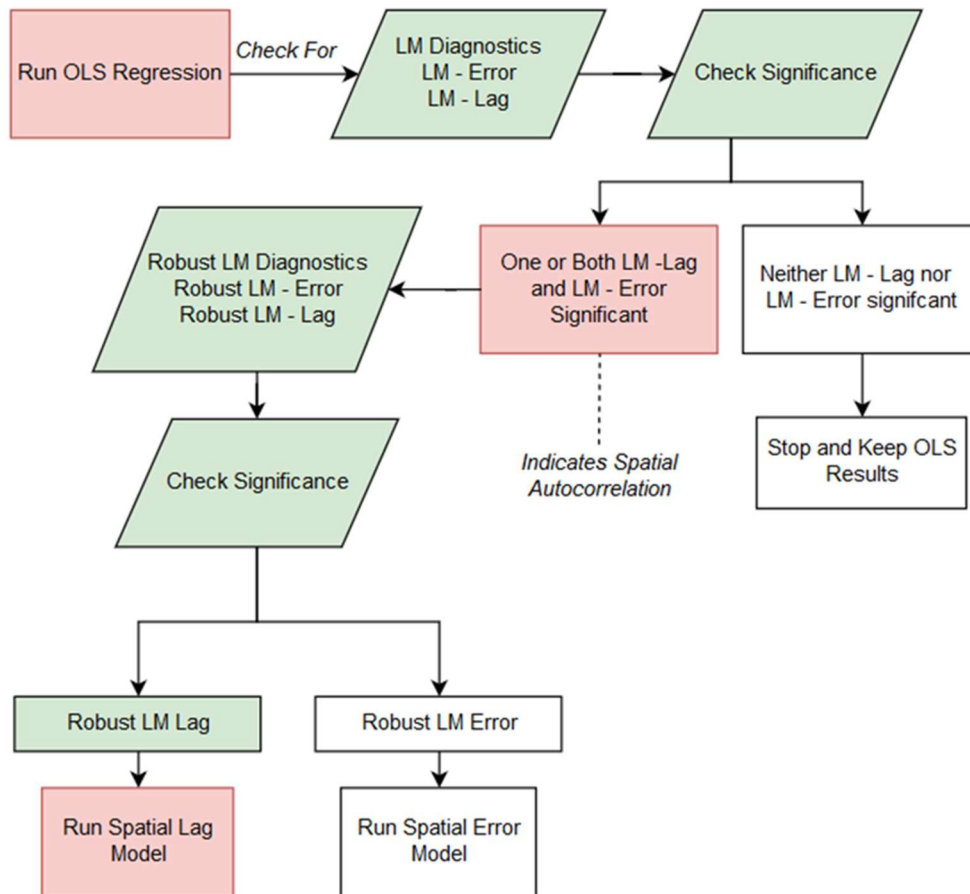 Run OLS Regression
Check For
LM Diagnostics
LM - Error
LM - Lag
Check Significance
One or Both LM -Lag
and LM - Error
Significant
Neither LM - Lag nor
LM - Error signifcant
Robust LM Diagnostics
Robust LM - Error
Robust LM - Lag
Indicates Spatial
Autocorrelation
Stop and Keep OLS
Results
Check Significance
Robust LM Lag
Robust LM Error
Run Spatial Lag
Model
Run Spatial Error
Model